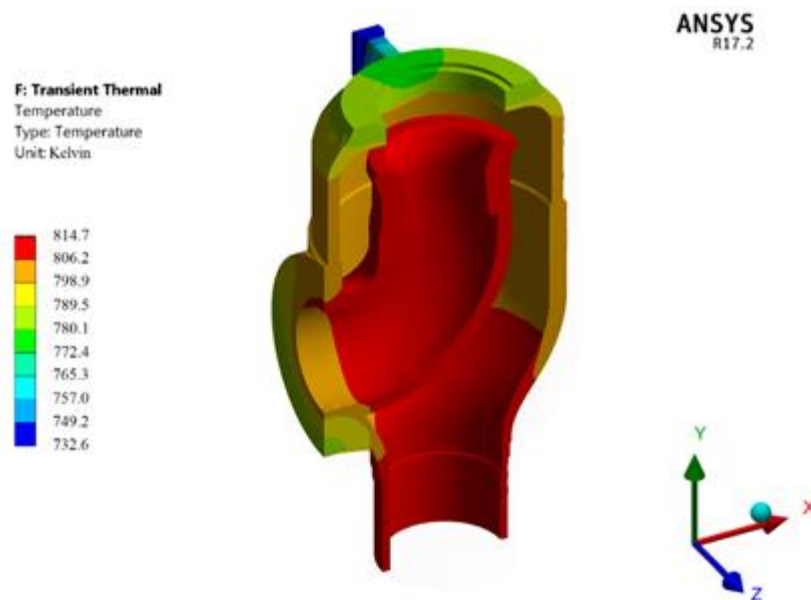 ANSYS
R17.2
F: Transient Thermal
Temperature
Type: Temperature
Unit: Kelvin
814.7
806.2
798.9
789.5
780.1
772.4
765.3
757.0
749.2
732.6
Y
X
Z